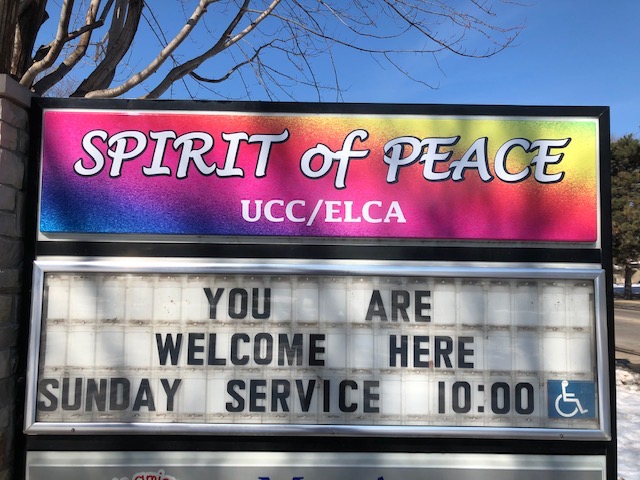 SPIRIT of PEACE
UCC/ELCA
YOU ARE
WELCOME HERE
SUNDAY SERVICE 10:00